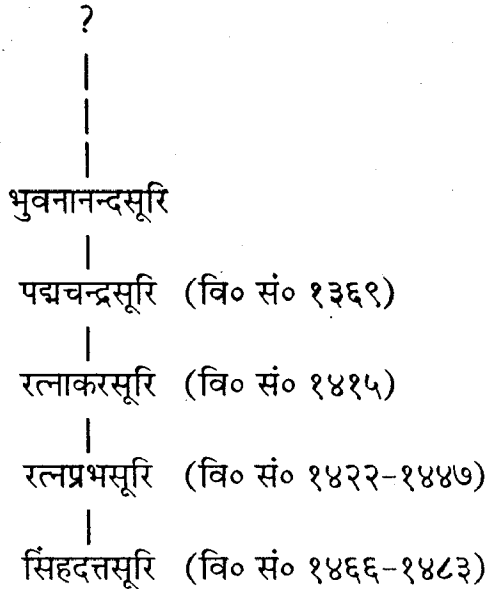 ?
भुवनानन्दसूरि
पद्मचन्द्रसूरि (वि० सं० १३६९)
रत्नाकरसूरि (वि० सं० १४१५)
रत्नप्रभसूरि (वि० सं० १४२२-१४४७)
सिंहदत्तसूरि (वि० सं० १४६६-१४८३)